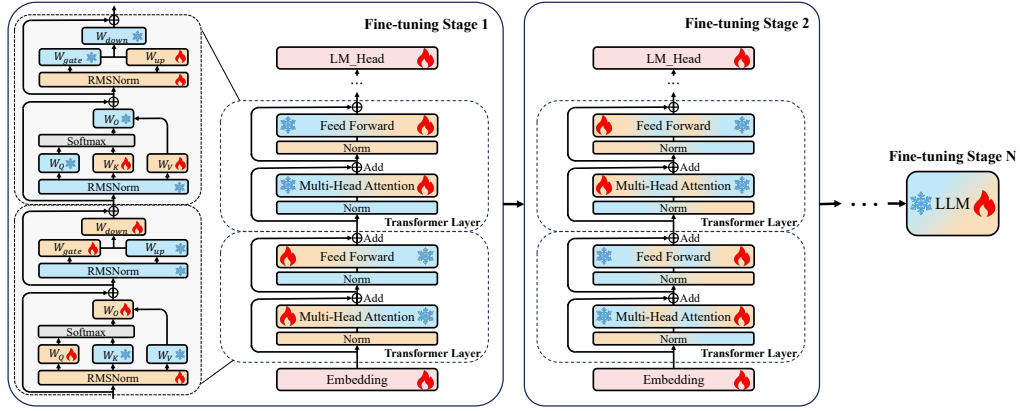 Fine-tuning Stage 1
W_down
W_gate
W_up
RMSNorm
W_O
Softmax
W_Q
W_K
W_V
RMSNorm
W_down
W_gate
W_up
RMSNorm
W_O
Softmax
W_Q
W_K
W_V
RMSNorm
LM_Head
...
Feed Forward
Norm
Add
Multi-Head Attention
Norm
Transformer Layer
Add
Feed Forward
Norm
Add
Multi-Head Attention
Norm
Transformer Layer
Embedding
Fine-tuning Stage 2
LM_Head
...
Feed Forward
Norm
Add
Multi-Head Attention
Norm
Transformer Layer
Add
Feed Forward
Norm
Add
Multi-Head Attention
Norm
Transformer Layer
Embedding
...
Fine-tuning Stage N
LLM